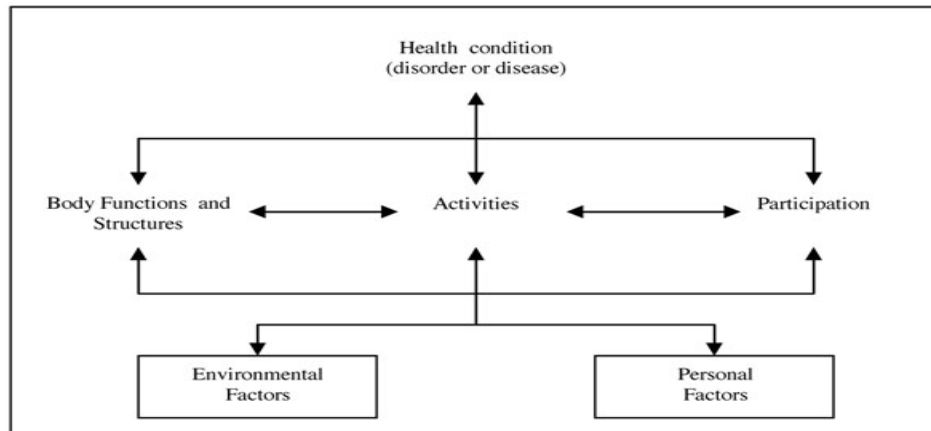 Health condition
(disorder or disease)
Body Functions and
Structures
Activities
Participation
Environmental
Factors
Personal
Factors